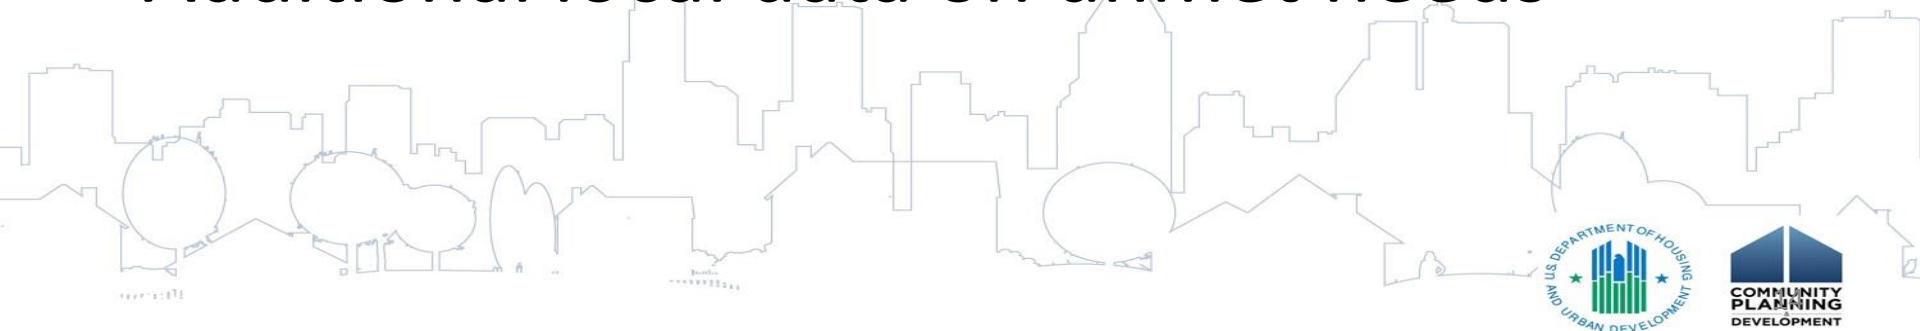 Additional local data on unmet needs
U.S. DEPARTMENT OF HOUSING
AND URBAN DEVELOPMENT
COMMUNITY
PLANNING
&
DEVELOPMENT